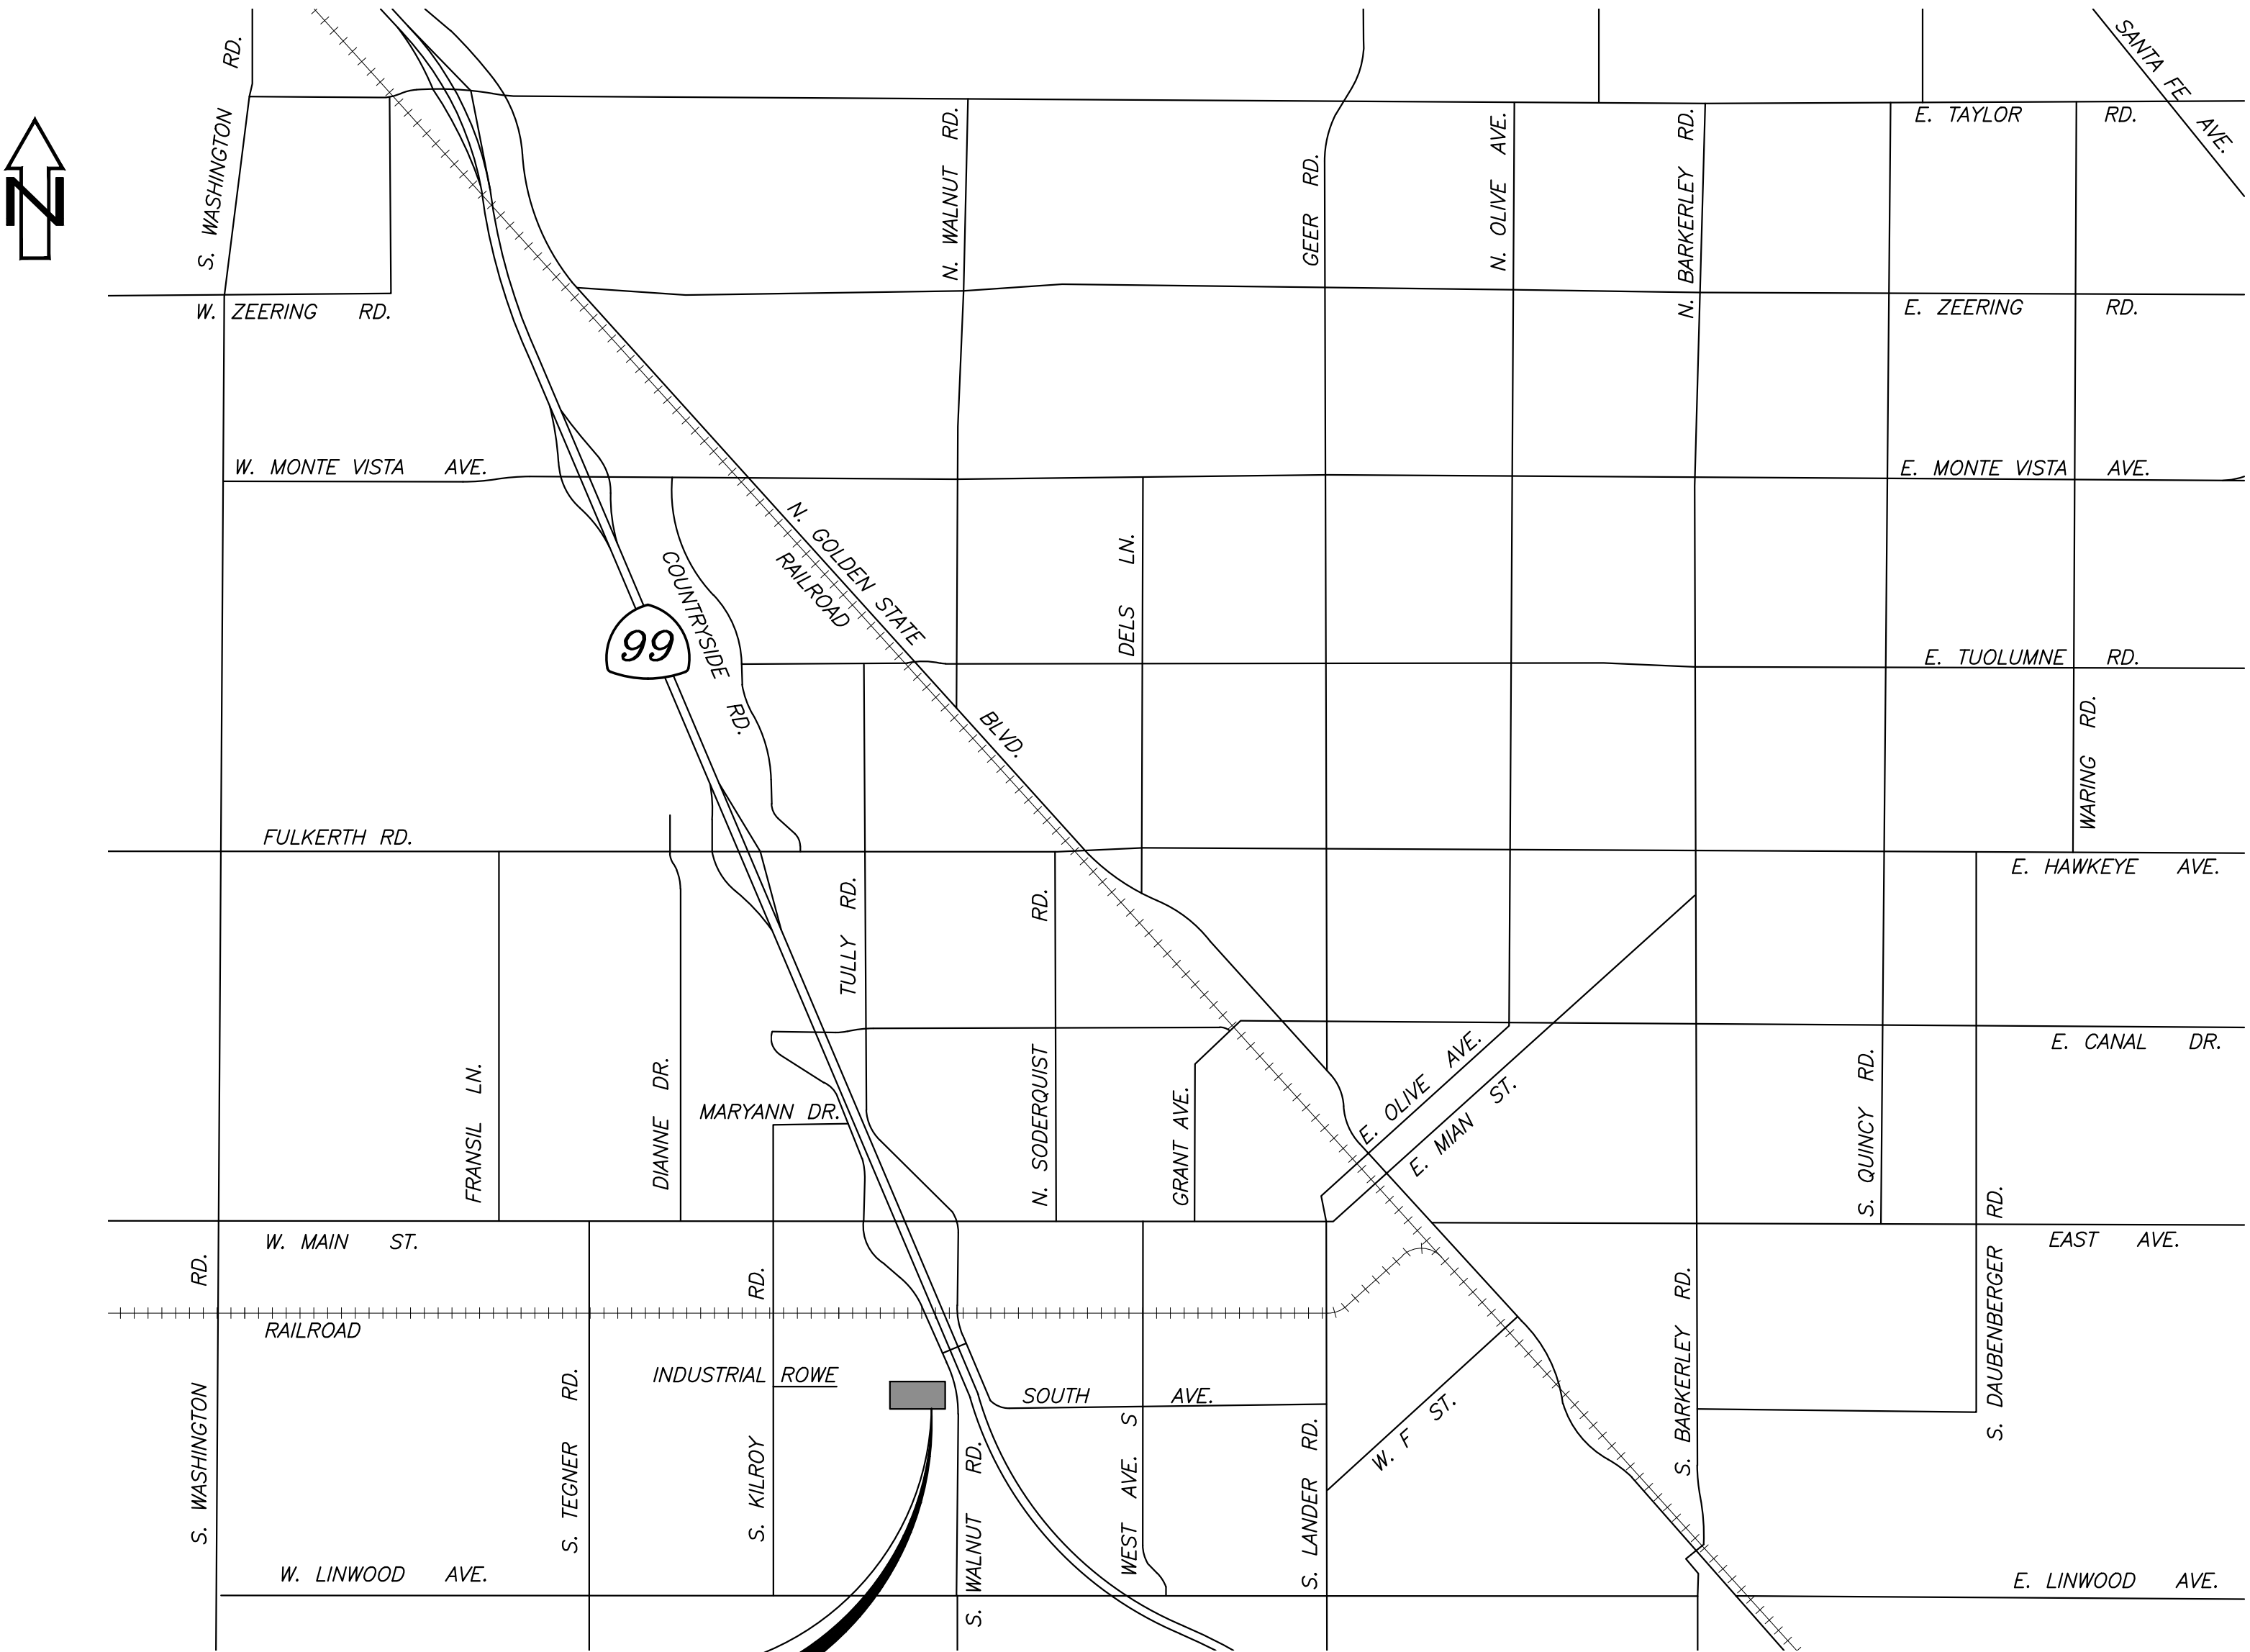 S. WASHINGTON RD.
SANTA FE AVE.
E. TAYLOR RD.
N. WALNUT RD.
GEER RD.
N. OLIVE AVE.
N. BARKERLEY RD.
N
W. ZEERING RD.
E. ZEERING RD.
W. MONTE VISTA AVE.
E. MONTE VISTA AVE.
N. GOLDEN STATE BLVD.
RAILROAD
COUNTRYSIDE RD.
99
DELS LN.
E. TUOLUMNE RD.
WARING RD.
FULKERTH RD.
E. HAWKEYE AVE.
TULLY RD.
N. SODERQUIST RD.
E. CANAL DR.
FRANSIL LN.
DIANNE DR.
MARYANN DR.
GRANT AVE.
E. OLIVE AVE.
E. MIAN ST.
S. QUINCY RD.
S. DAUBENBERGER RD.
W. MAIN ST.
EAST AVE.
RAILROAD
S. WASHINGTON RD.
S. TEGNER RD.
S. KILROY RD.
INDUSTRIAL ROWE
SOUTH AVE.
S. WALNUT RD.
WEST AVE. S
S. LANDER RD.
W. F ST.
S. BARKERLEY RD.
W. LINWOOD AVE.
E. LINWOOD AVE.